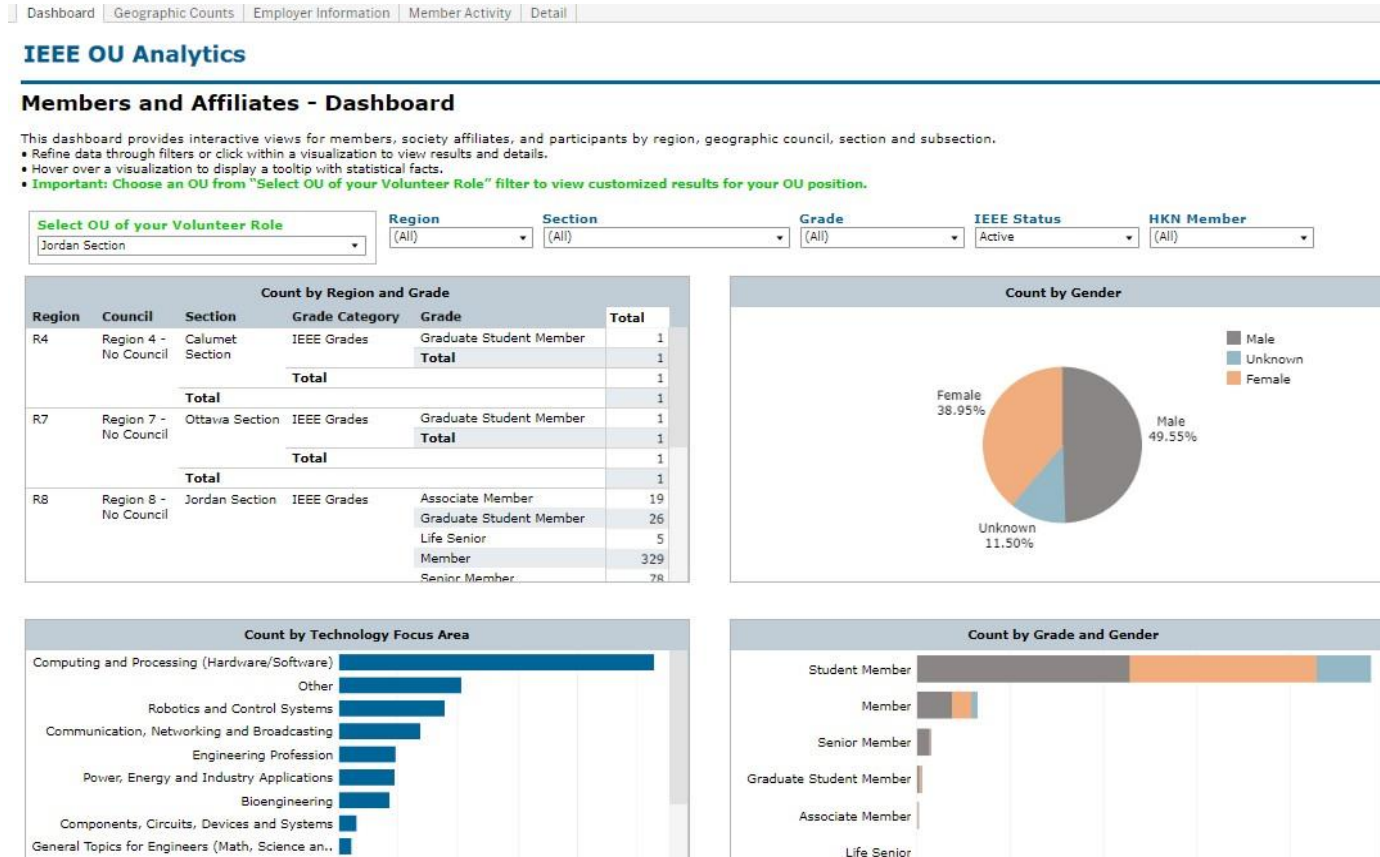 Dashboard Geographic Counts Employer Information Member Activity Detail
IEEE OU Analytics
Members and Affiliates - Dashboard
This dashboard provides interactive views for members, society affiliates, and participants by region, geographic council, section and subsection.
• Refine data through filters or click within a visualization to view results and details.
• Hover over a visualization to display a tooltip with statistical facts.
• Important: Choose an OU from "Select OU of your Volunteer Role" filter to view customized results for your OU position.
Select OU of your Volunteer Role Region Section Grade IEEE Status HKN Member
Jordan Section (All) (All) (All) Active (All)
Count by Region and Grade
Region Council Section Grade Category Grade Total
R4 Region 4 - Calumet IEEE Grades Graduate Student Member 1
No Council Section Total 1
Total 1
Total 1
R7 Region 7 - Ottawa Section IEEE Grades Graduate Student Member 1
No Council Total 1
Total 1
Total 1
R8 Region 8 - Jordan Section IEEE Grades Associate Member 19
No Council Graduate Student Member 26
Life Senior 5
Member 329
Senior Member 78
Count by Gender
Male
Unknown
Female
Female
38.95%
Male
49.55%
Unknown
11.50%
Count by Technology Focus Area
Computing and Processing (Hardware/Software)
Other
Robotics and Control Systems
Communication, Networking and Broadcasting
Engineering Profession
Power, Energy and Industry Applications
Bioengineering
Components, Circuits, Devices and Systems
General Topics for Engineers (Math, Science an..
Count by Grade and Gender
Student Member
Member
Senior Member
Graduate Student Member
Associate Member
Life Senior